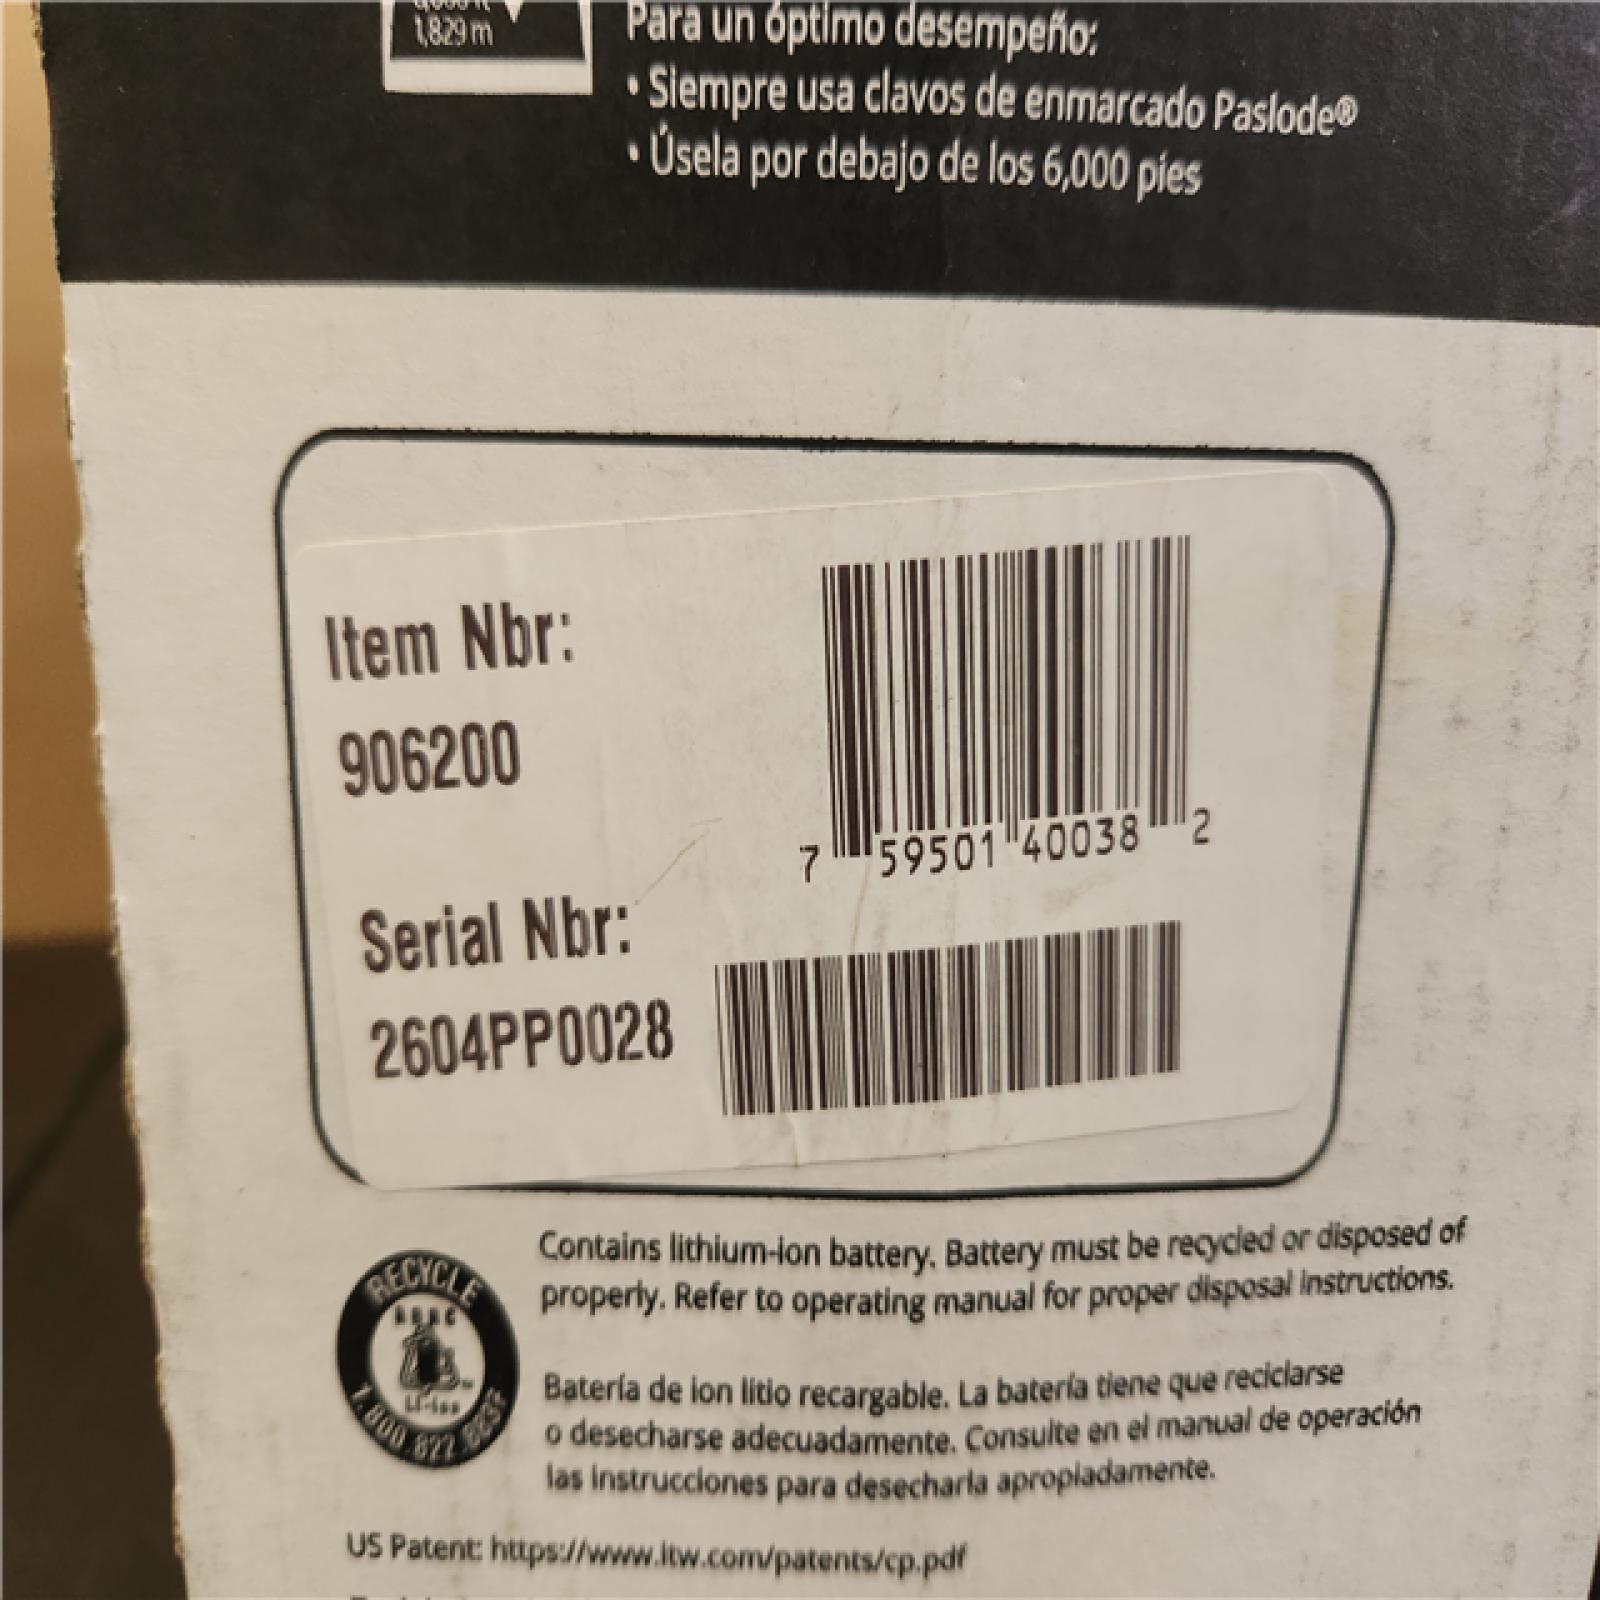 1,829 m
Para un óptimo desempeño:
• Siempre usa clavos de enmarcado Paslode®
• Úsela por debajo de los 6,000 pies
Item Nbr:
906200
7 59501 40038 2
Serial Nbr:
2604PP0028
Contains lithium-ion battery. Battery must be recycled or disposed of
properly. Refer to operating manual for proper disposal instructions.
RECYCLE
RBRC
Li-Ion
Batería de ion litio recargable. La batería tiene que reciclarse
o desecharse adecuadamente. Consulte en el manual de operación
las instrucciones para desecharla apropiadamente.
US Patent: https://www.itw.com/patents/cp.pdf